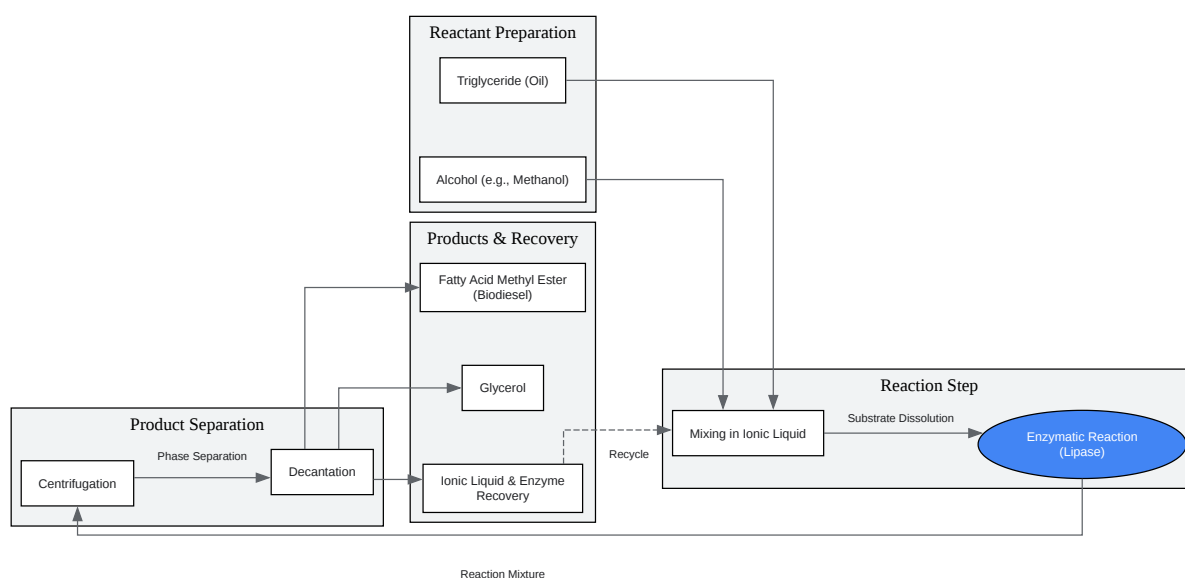 Reactant Preparation
Triglyceride (Oil)
Alcohol (e.g., Methanol)
Products & Recovery
Fatty Acid Methyl Ester
(Biodiesel)
Glycerol
Ionic Liquid & Enzyme
Recovery
Product Separation
Centrifugation
Phase Separation
Decantation
Recycle
Reaction Step
Mixing in Ionic Liquid
Substrate Dissolution
Enzymatic Reaction
(Lipase)
Reaction Mixture